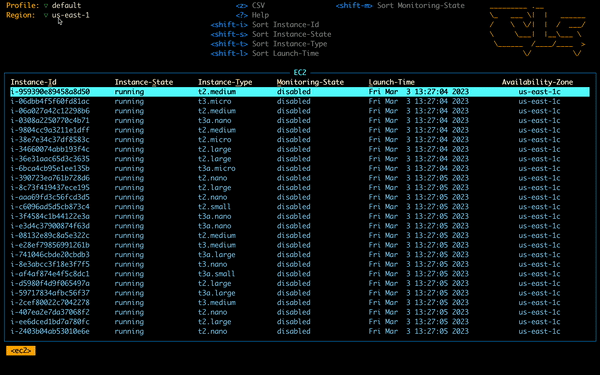 Profile: ▽ default <z> CSV <shift-m> Sort Monitoring-State
Region: ▽ us-east-1 <?> Help
<shift-i> Sort Instance-Id
<shift-s> Sort Instance-State
<shift-t> Sort Instance-Type
<shift-l> Sort Launch-Time
EC2
Instance-Id Instance-State Instance-Type Monitoring-State Launch-Time Availability-Zone
i-959390e89458a8d50 running t2.medium disabled Fri Mar 3 13:27:04 2023 us-east-1c
i-06dbb4f5f60fd81ac running t3.micro disabled Fri Mar 3 13:27:04 2023 us-east-1c
i-06a027a42c12298b6 running t2.medium disabled Fri Mar 3 13:27:04 2023 us-east-1c
i-0308a2250770c4b71 running t3a.nano disabled Fri Mar 3 13:27:04 2023 us-east-1c
i-9804cc9a3211e1dff running t2.medium disabled Fri Mar 3 13:27:04 2023 us-east-1c
i-38e7e34c37df8583c running t2.micro disabled Fri Mar 3 13:27:04 2023 us-east-1c
i-34660074abb193f4c running t2.large disabled Fri Mar 3 13:27:04 2023 us-east-1c
i-36e31aac65d3c3635 running t2.large disabled Fri Mar 3 13:27:04 2023 us-east-1c
i-6bca4cb95e1ee135b running t3a.micro disabled Fri Mar 3 13:27:04 2023 us-east-1c
i-390723ea761b728d6 running t2.nano disabled Fri Mar 3 13:27:05 2023 us-east-1c
i-8c73f419437ece195 running t2.large disabled Fri Mar 3 13:27:05 2023 us-east-1c
i-aaa69fd3c56fcd3d5 running t2.nano disabled Fri Mar 3 13:27:05 2023 us-east-1c
i-c6096ad5d5cb873c4 running t2.small disabled Fri Mar 3 13:27:05 2023 us-east-1c
i-3f4584c1b44122e3a running t3a.nano disabled Fri Mar 3 13:27:05 2023 us-east-1c
i-e3d4c37900874f63d running t3a.nano disabled Fri Mar 3 13:27:05 2023 us-east-1c
i-08132e89c8a5e322c running t2.medium disabled Fri Mar 3 13:27:05 2023 us-east-1c
i-e28ef79856991261b running t3.medium disabled Fri Mar 3 13:27:05 2023 us-east-1c
i-741046cbde20cbdb3 running t3a.large disabled Fri Mar 3 13:27:05 2023 us-east-1c
i-8e3abcc3f18e3f7f5 running t3.nano disabled Fri Mar 3 13:27:05 2023 us-east-1c
i-af4af874e4f5c8dc1 running t3a.small disabled Fri Mar 3 13:27:05 2023 us-east-1c
i-d5980f4d9f065497a running t2.large disabled Fri Mar 3 13:27:05 2023 us-east-1c
i-59717834afbc56f37 running t3a.large disabled Fri Mar 3 13:27:05 2023 us-east-1c
i-2cef80022c7042278 running t3.medium disabled Fri Mar 3 13:27:05 2023 us-east-1c
i-407ea2e7da37068f2 running t2.nano disabled Fri Mar 3 13:27:05 2023 us-east-1c
i-ee6dced1bd7a780fc running t2.large disabled Fri Mar 3 13:27:05 2023 us-east-1c
i-2403b04ab53010e6e running t2.nano disabled Fri Mar 3 13:27:05 2023 us-east-1c
<ec2>